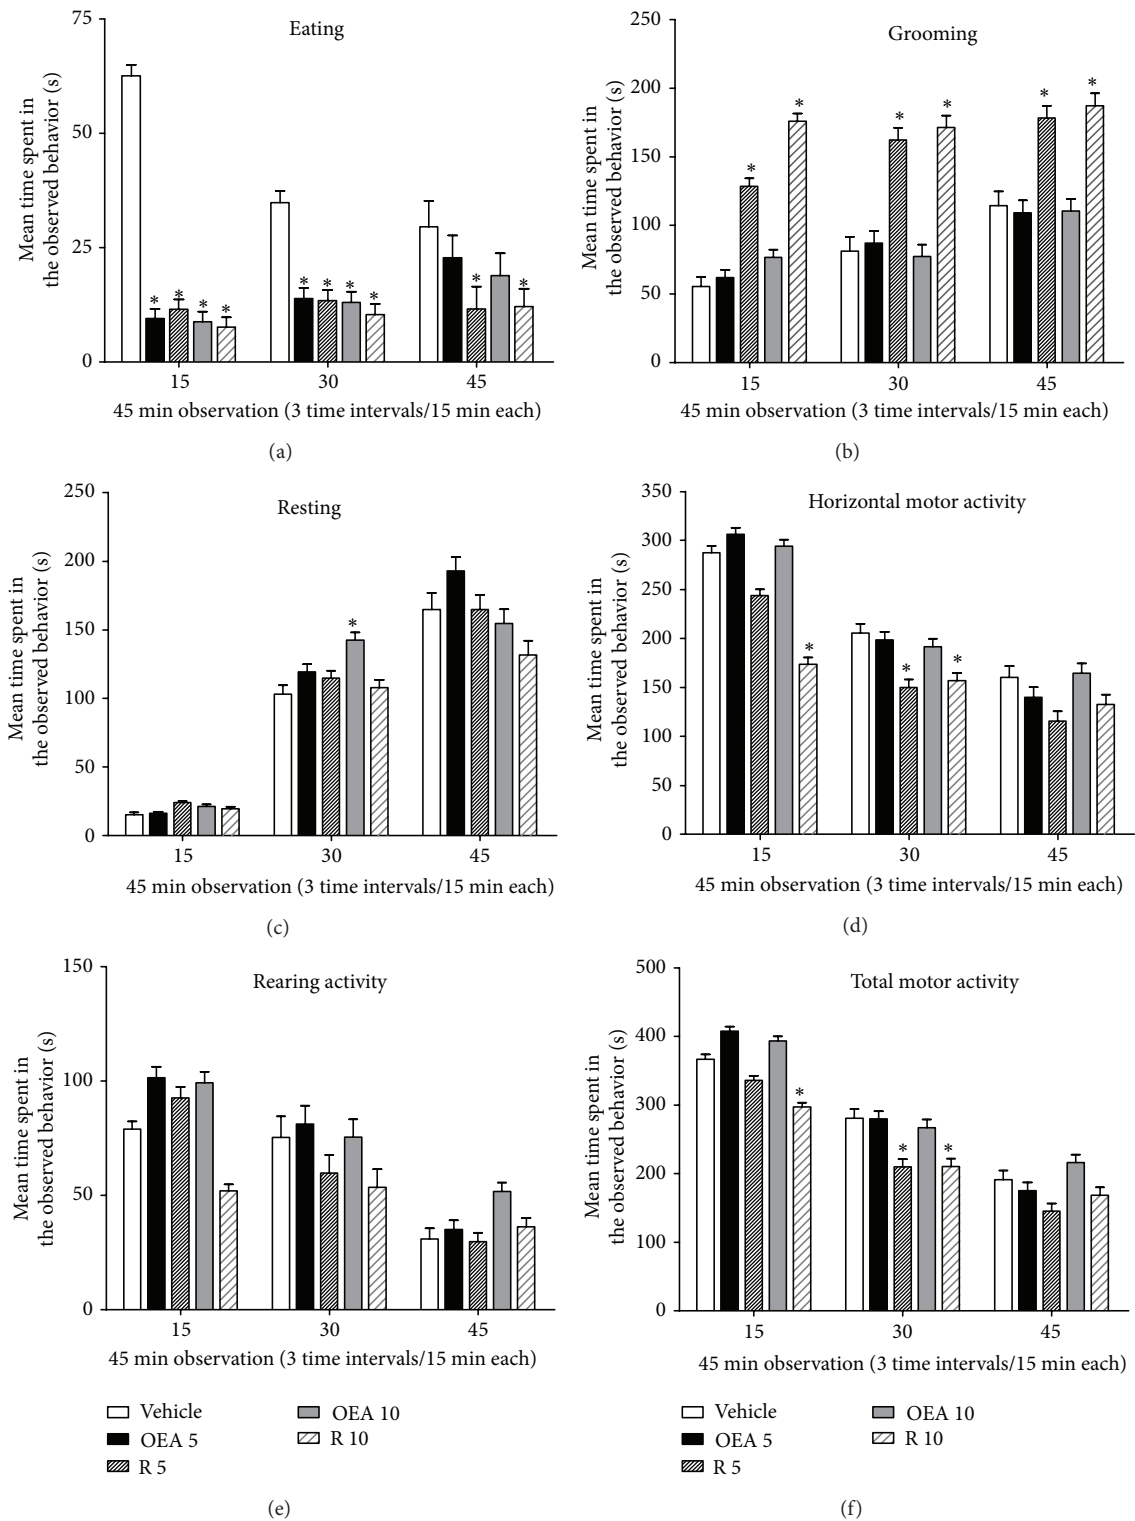 Eating
Mean time spent in
the observed behavior (s)
75
50
25
0
* * * *
* * * *
* *
15 30 45
45 min observation (3 time intervals/15 min each)
(a)
Grooming
Mean time spent in
the observed behavior (s)
250
200
150
100
50
0
* *
* *
* *
15 30 45
45 min observation (3 time intervals/15 min each)
(b)
Resting
Mean time spent in
the observed behavior (s)
250
200
150
100
50
0
*
15 30 45
45 min observation (3 time intervals/15 min each)
(c)
Horizontal motor activity
Mean time spent in
the observed behavior (s)
350
300
250
200
150
100
50
0
*
* *
15 30 45
45 min observation (3 time intervals/15 min each)
(d)
Rearing activity
Mean time spent in
the observed behavior (s)
150
100
50
0
15 30 45
45 min observation (3 time intervals/15 min each)
Vehicle
OEA 5
R 5
OEA 10
R 10
(e)
Total motor activity
Mean time spent in
the observed behavior (s)
500
400
300
200
100
0
*
* *
15 30 45
45 min observation (3 time intervals/15 min each)
Vehicle
OEA 5
R 5
OEA 10
R 10
(f)